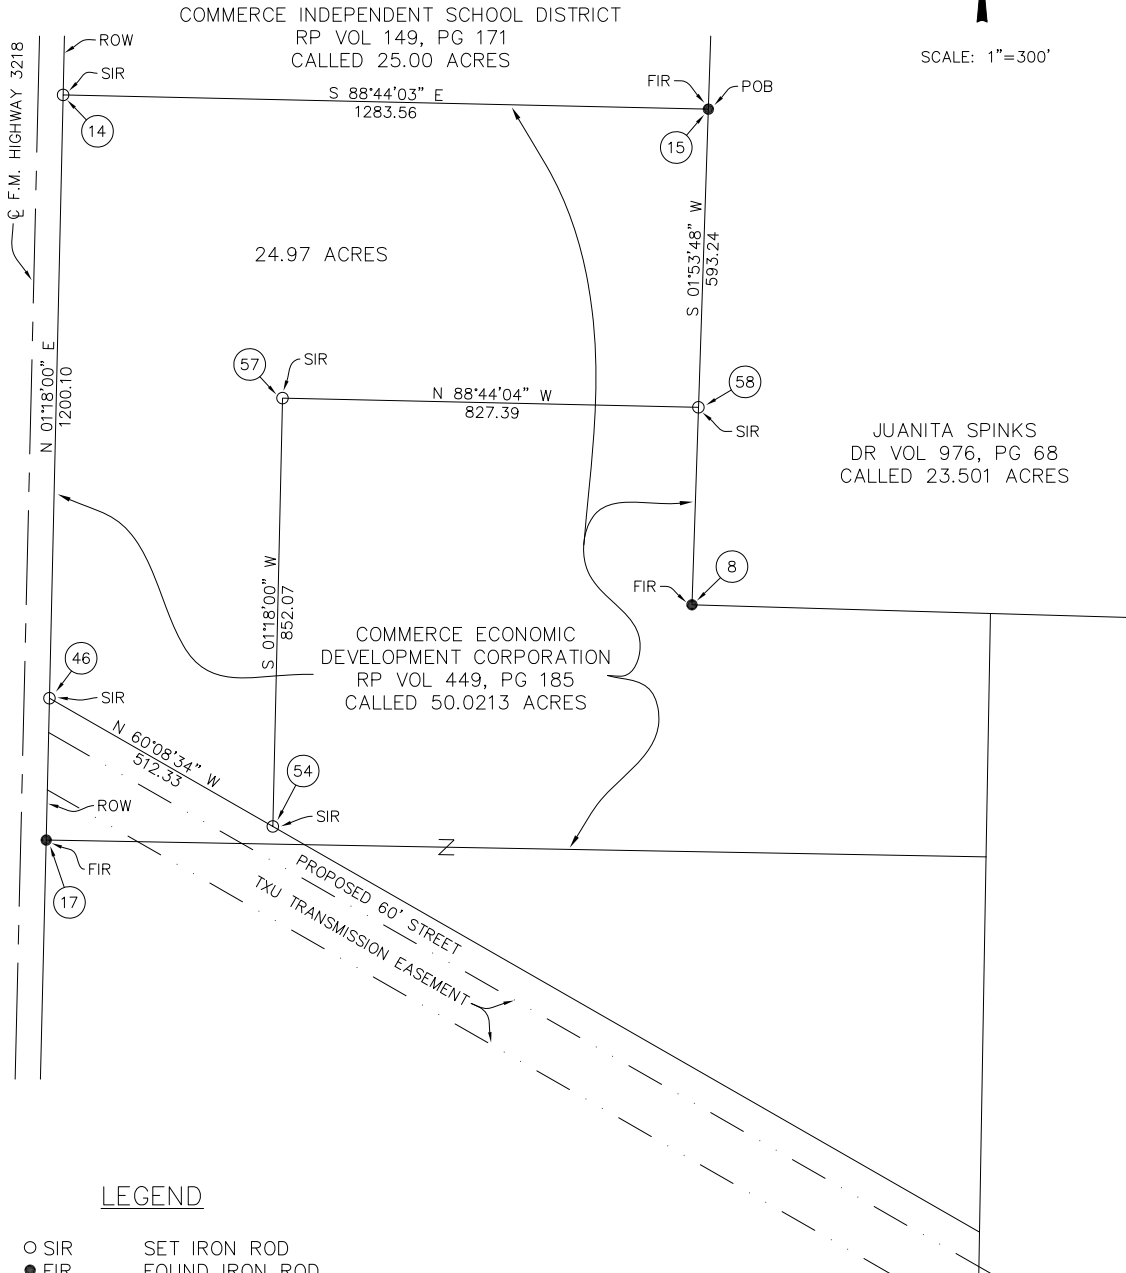 COMMERCE INDEPENDENT SCHOOL DISTRICT
RP VOL 149, PG 171
CALLED 25.00 ACRES
SCALE: 1"=300'
ROW
SIR
14
S 88°44'03" E
1283.56
FIR
POB
15
℄ F.M. HIGHWAY 3218
24.97 ACRES
S 01°53'48" W
593.24
N 01°18'00" E
1200.10
57
SIR
N 88°44'04" W
827.39
58
SIR
JUANITA SPINKS
DR VOL 976, PG 68
CALLED 23.501 ACRES
S 01°18'00" W
852.07
FIR
8
COMMERCE ECONOMIC
DEVELOPMENT CORPORATION
RP VOL 449, PG 185
CALLED 50.0213 ACRES
46
SIR
N 60°08'34" W
512.33
54
SIR
ROW
FIR
17
Z
PROPOSED 60' STREET
TXU TRANSMISSION EASEMENT
LEGEND
SIR SET IRON ROD
FIR FOUND IRON ROD